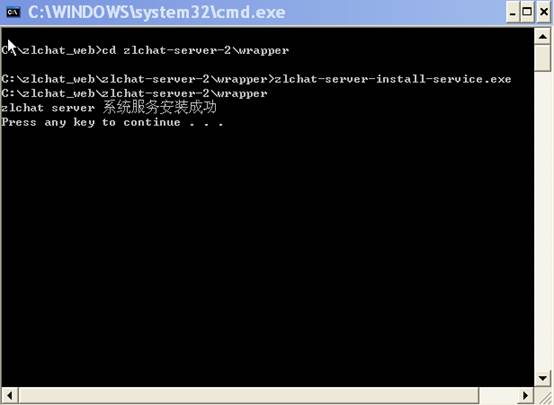 C:\WINDOWS\system32\cmd.exe
C:\zlchat_web>cd zlchat-server-2\wrapper
C:\zlchat_web\zlchat-server-2\wrapper>zlchat-server-install-service.exe
C:\zlchat_web\zlchat-server-2\wrapper
zlchat server 系统服务安装成功
Press any key to continue . . .